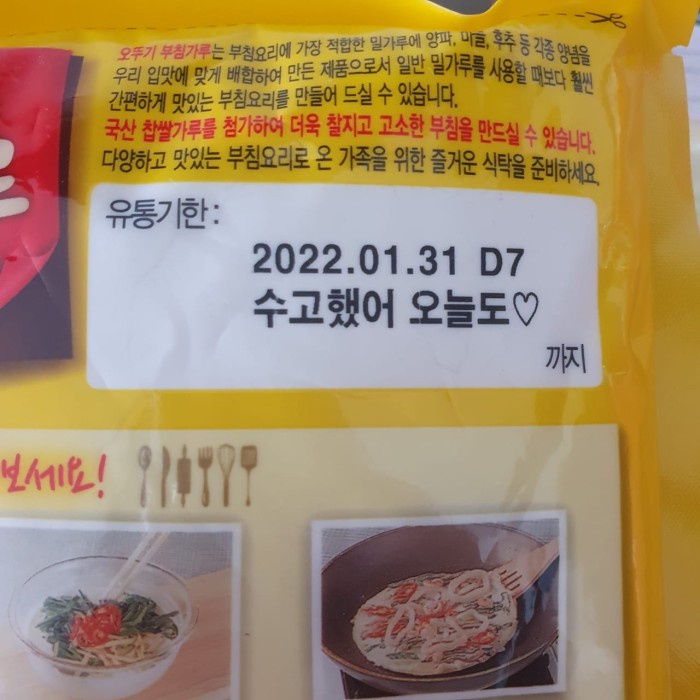 오뚜기 부침가루는 부침요리에 가장 적합한 밀가루에 양파, 마늘, 후추 등 각종 양념을
우리 입맛에 맞게 배합하여 만든 제품으로서 일반 밀가루를 사용할 때보다 훨씬
간편하게 맛있는 부침요리를 만들어 드실 수 있습니다.
국산 찹쌀가루를 첨가하여 더욱 찰지고 고소한 부침을 만드실 수 있습니다.
다양하고 맛있는 부침요리로 온 가족을 위한 즐거운 식탁을 준비하세요.
유통기한 :
2022.01.31 D7
수고했어 오늘도♡
까지
보세요!